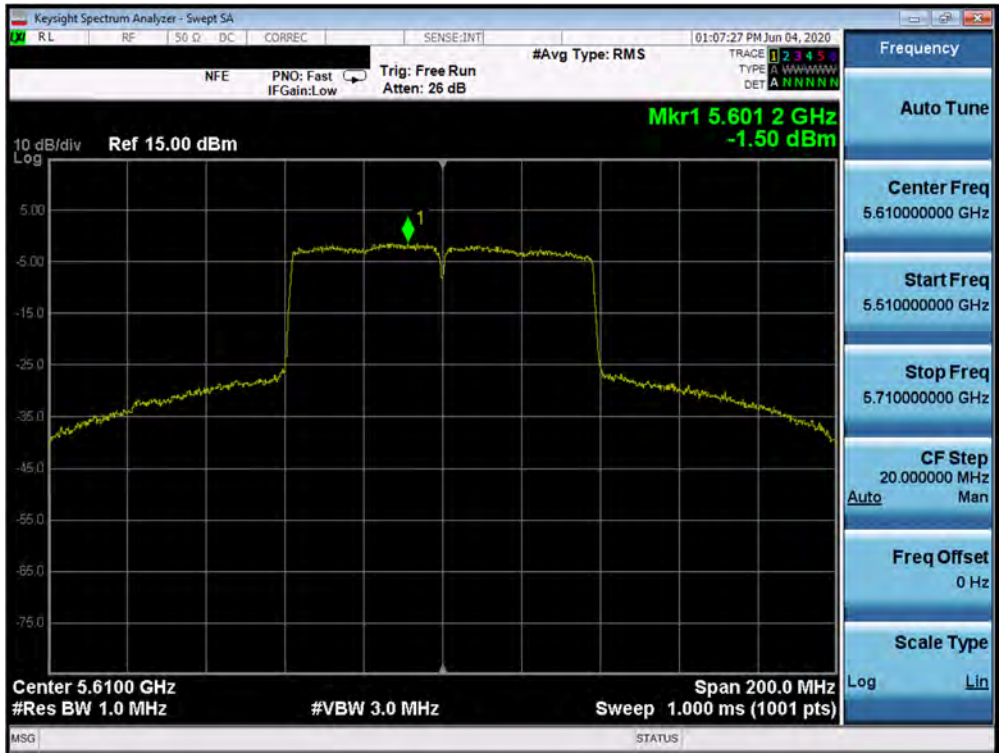 Keysight Spectrum Analyzer - Swept SA
LXI RL RF 50 Ω DC CORREC SENSE:INT 01:07:27 PM Jun 04, 2020
NFE PNO: Fast IFGain:Low Trig: Free Run Atten: 26 dB #Avg Type: RMS TRACE 1 2 3 4 5 6
TYPE A WWWWW
DET A N N N N N
Mkr1 5.601 2 GHz
-1.50 dBm
10 dB/div Ref 15.00 dBm
Log
1
5.00
-5.00
-15.0
-25.0
-35.0
-45.0
-55.0
-65.0
-75.0
Center 5.6100 GHz Span 200.0 MHz
#Res BW 1.0 MHz #VBW 3.0 MHz Sweep 1.000 ms (1001 pts)
MSG STATUS
Frequency
Auto Tune
Center Freq
5.610000000 GHz
Start Freq
5.510000000 GHz
Stop Freq
5.710000000 GHz
CF Step
20.000000 MHz
Auto Man
Freq Offset
0 Hz
Scale Type
Log Lin